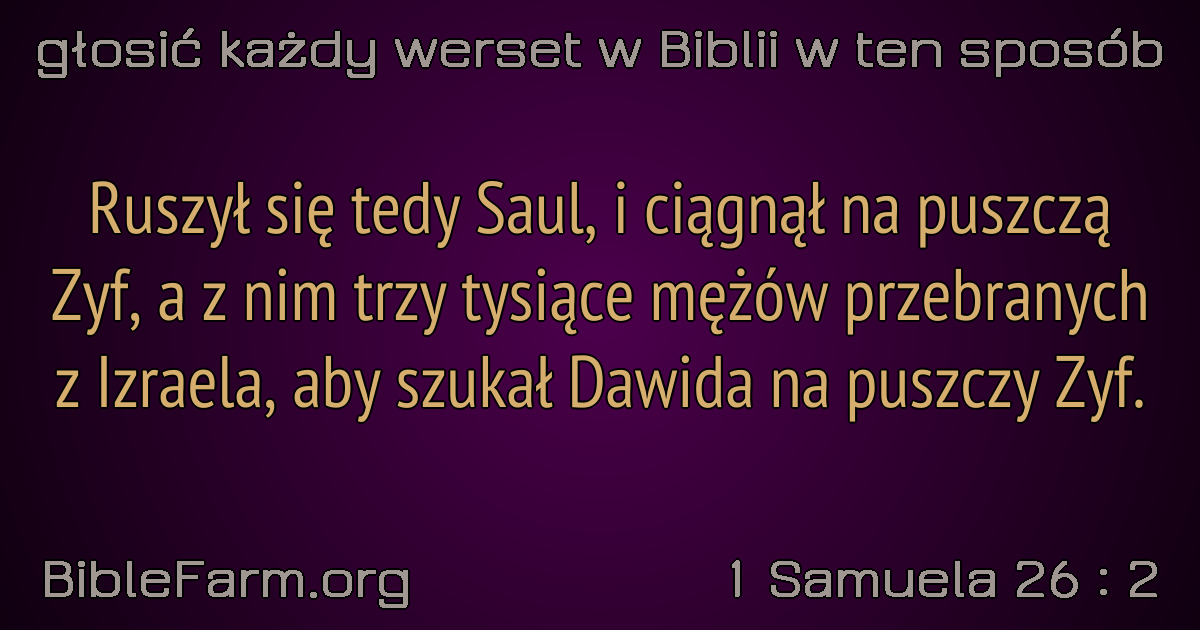 głosić każdy werset w Biblii w ten sposób
Ruszył się tedy Saul, i ciągnął na puszczą
Zyf, a z nim trzy tysiące mężów przebranych
z Izraela, aby szukał Dawida na puszczy Zyf.
BibleFarm.org
1 Samuela 26 : 2